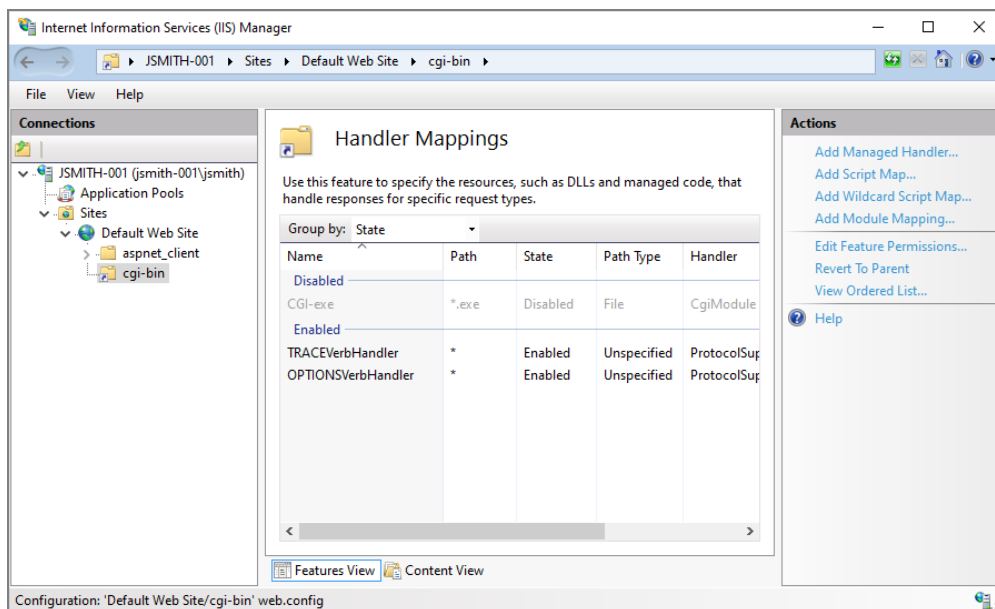 Internet Information Services (IIS) Manager
JSMITH-001 Sites Default Web Site cgi-bin
File View Help
Connections
JSMITH-001 (jsmith-001\jsmith)
Application Pools
Sites
Default Web Site
aspnet_client
cgi-bin
Handler Mappings
Use this feature to specify the resources, such as DLLs and managed code, that
handle responses for specific request types.
Group by: State
Name Path State Path Type Handler
Disabled
CGI-exe *.exe Disabled File CgiModule
Enabled
TRACEVerbHandler * Enabled Unspecified ProtocolSup
OPTIONSVerbHandler * Enabled Unspecified ProtocolSup
Features View Content View
Actions
Add Managed Handler...
Add Script Map...
Add Wildcard Script Map...
Add Module Mapping...
Edit Feature Permissions...
Revert To Parent
View Ordered List...
Help
Configuration: 'Default Web Site/cgi-bin' web.config